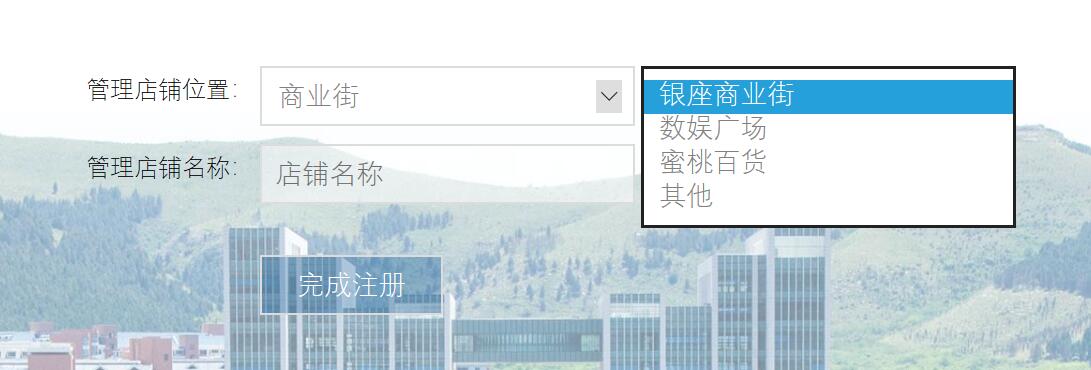 管理店铺位置：
商业街
银座商业街
数娱广场
蜜桃百货
其他
管理店铺名称：
店铺名称
完成注册